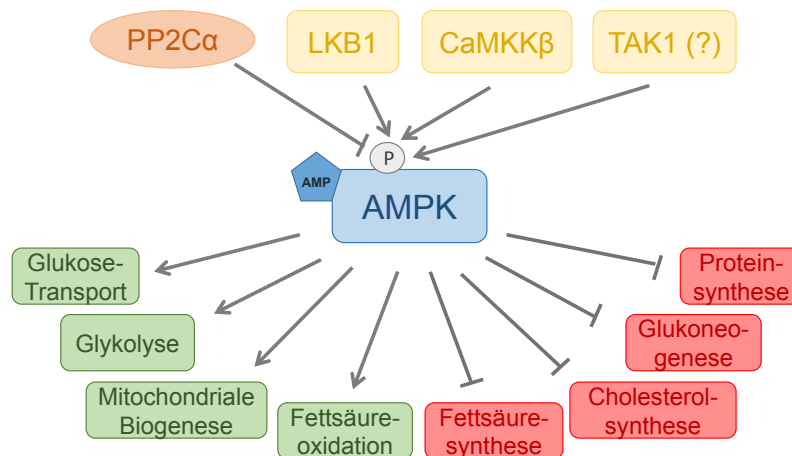 PP2Cα
LKB1
CaMKKβ
TAK1 (?)
P
AMP
AMPK
Glukose-
Transport
Glykolyse
Mitochondriale
Biogenese
Fettsäure-
oxidation
Fettsäure-
synthese
Cholesterol-
synthese
Glukoneo-
genese
Protein-
synthese